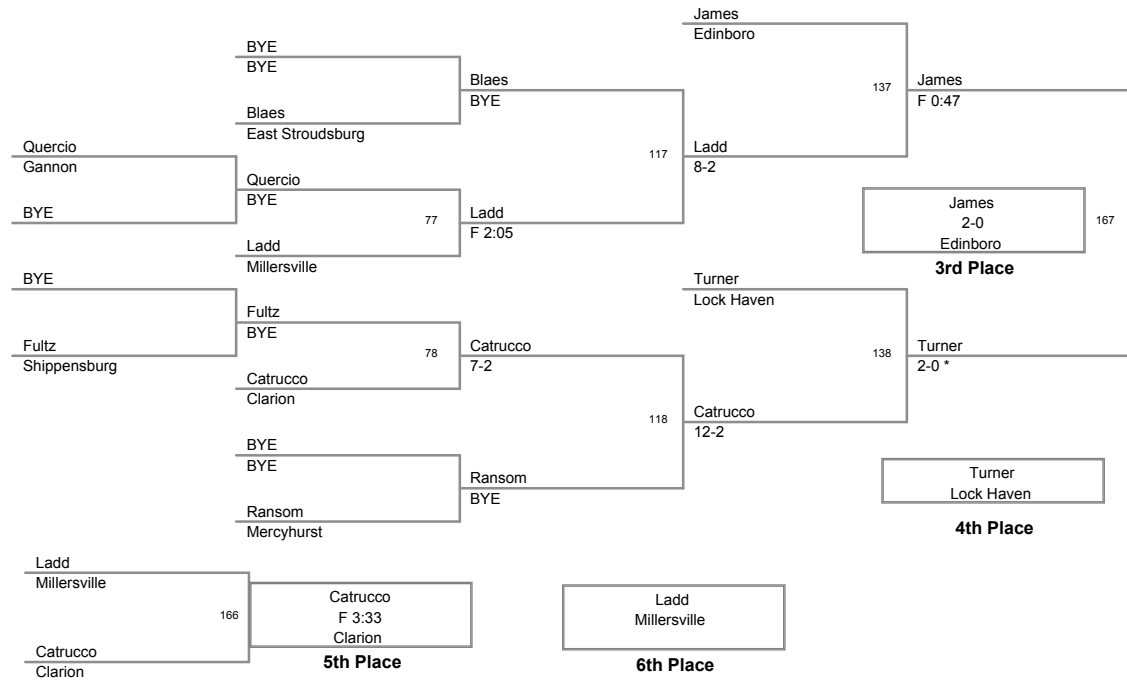 James
Edinboro
BYE
BYE
Blaes
BYE
137
James
F 0:47
Blaes
East Stroudsburg
Quercio
Gannon
117
Ladd
8-2
Quercio
BYE
BYE
77
Ladd
F 2:05
Ladd
Millersville
James
2-0
Edinboro
167
3rd Place
BYE
Turner
Lock Haven
Fultz
BYE
Fultz
Shippensburg
78
Catrucco
7-2
138
Turner
2-0 *
Catrucco
Clarion
118
Catrucco
12-2
BYE
BYE
Ransom
BYE
Turner
Lock Haven
4th Place
Ransom
Mercyhurst
Ladd
Millersville
166
Catrucco
F 3:33
Clarion
5th Place
Ladd
Millersville
6th Place
Catrucco
Clarion